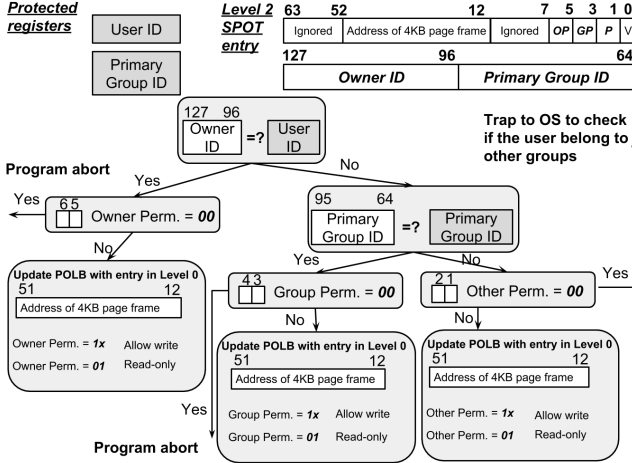 Protected
registers
User ID
Primary
Group ID
Level 2
SPOT
entry
63 52 12 7 5 3 1 0
Ignored Address of 4KB page frame Ignored OP GP P V
127 96 64
Owner ID Primary Group ID
127 96
Owner
ID
=?
User
ID
Trap to OS to check
if the user belong to
other groups
Program abort
Yes
No
Yes
65
Owner Perm. = 00
No
95 64
Primary
Group ID
=?
Primary
Group ID
Yes
No
Update POLB with entry in Level 0
51 12
Address of 4KB page frame
Owner Perm. = 1x Allow write
Owner Perm. = 01 Read-only
43
Group Perm. = 00
No
21
Other Perm. = 00
Yes
No
Update POLB with entry in Level 0
51 12
Address of 4KB page frame
Group Perm. = 1x Allow write
Group Perm. = 01 Read-only
Update POLB with entry in Level 0
51 12
Address of 4KB page frame
Other Perm. = 1x Allow write
Other Perm. = 01 Read-only
Yes
Program abort